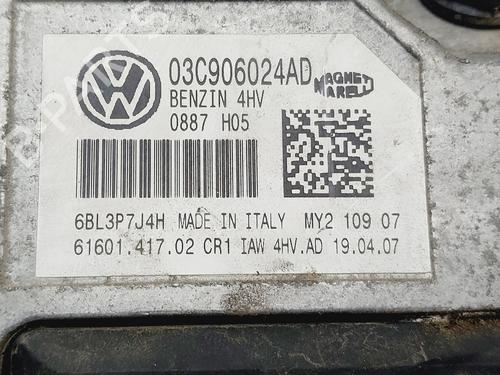 03C906024AD
MAGNETI
MARELLI
BENZIN 4HV
0887 H05
6BL3P7J4H MADE IN ITALY MY2 109 07
61601.417.02 CR1 IAW 4HV.AD 19.04.07